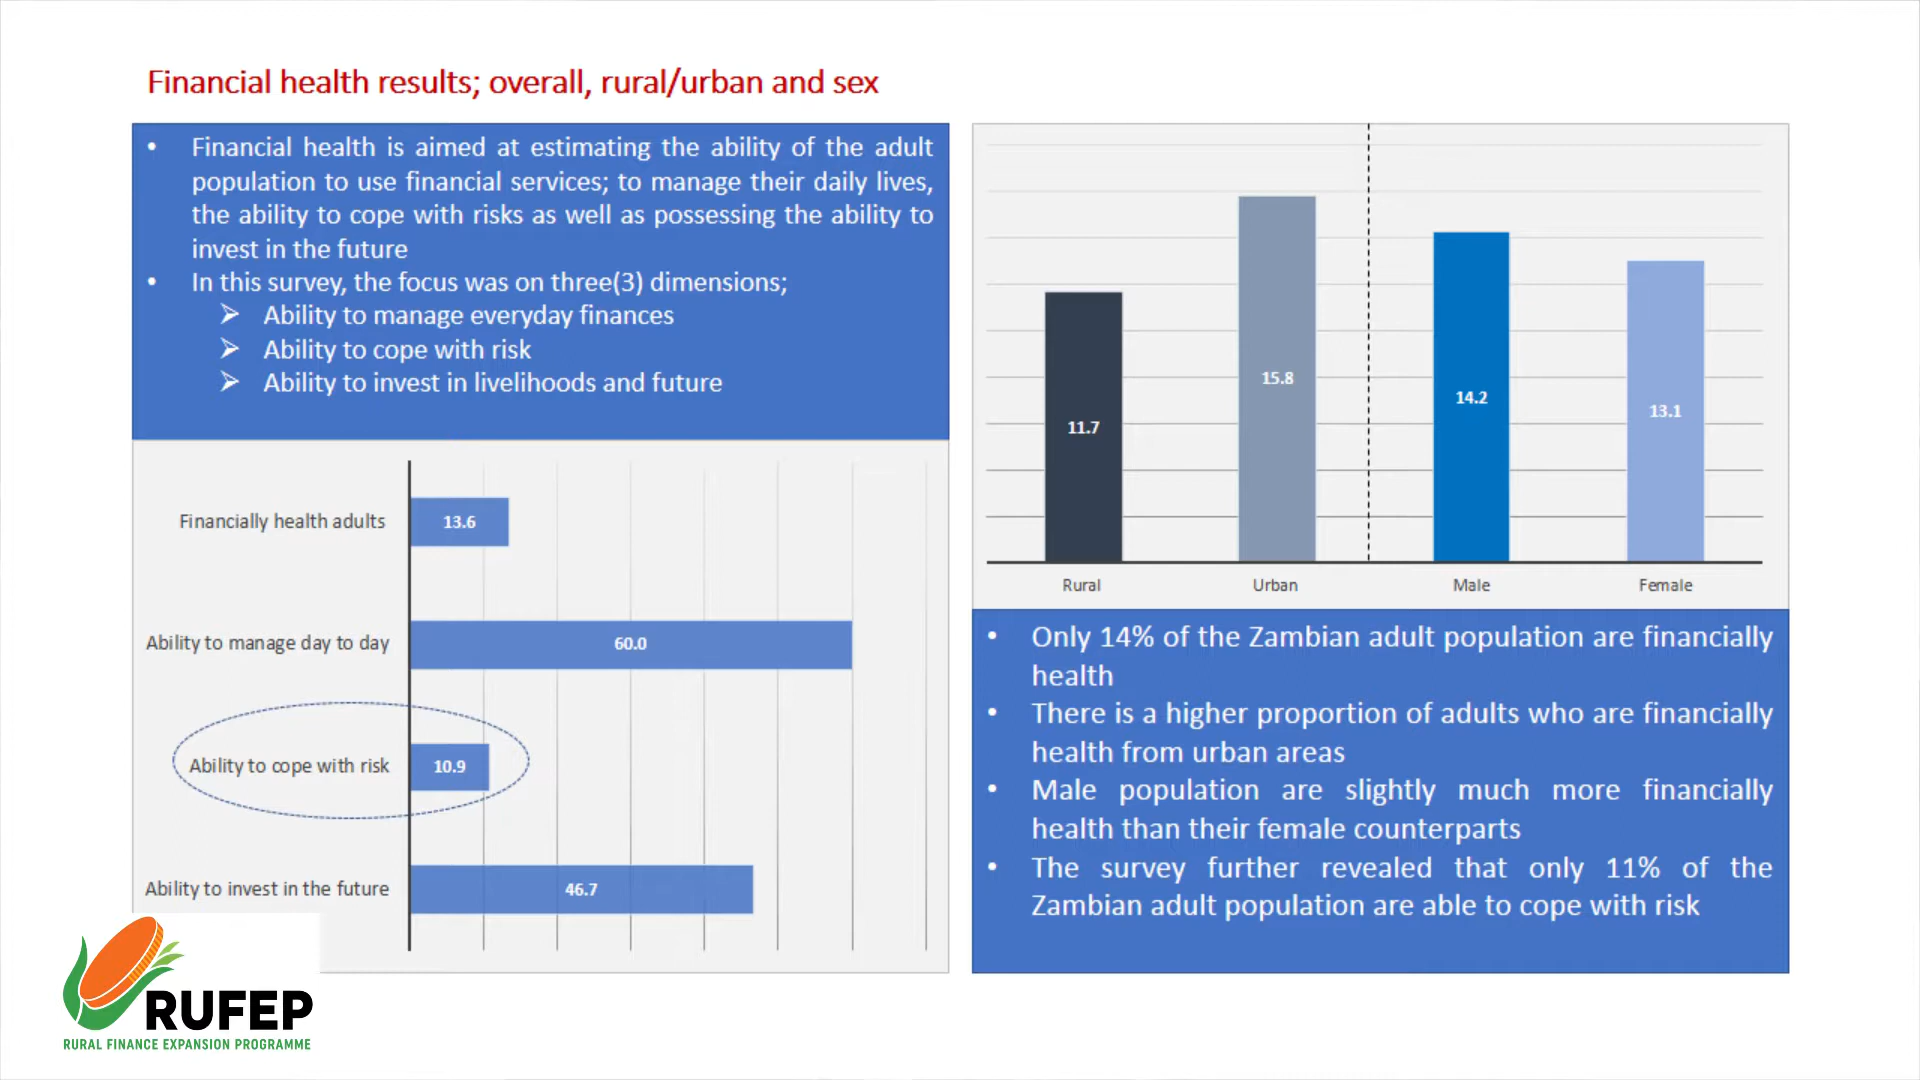 Financial health results; overall, rural/urban and sex
• Financial health is aimed at estimating the ability of the adult
population to use financial services; to manage their daily lives,
the ability to cope with risks as well as possessing the ability to
invest in the future
• In this survey, the focus was on three(3) dimensions;
➢ Ability to manage everyday finances
➢ Ability to cope with risk
➢ Ability to invest in livelihoods and future
Financially health adults 13.6
Ability to manage day to day 60.0
Ability to cope with risk 10.9
Ability to invest in the future 46.7
11.7 15.8 14.2 13.1
Rural Urban Male Female
• Only 14% of the Zambian adult population are financially
health
• There is a higher proportion of adults who are financially
health from urban areas
• Male population are slightly much more financially
health than their female counterparts
• The survey further revealed that only 11% of the
Zambian adult population are able to cope with risk
RUFEP
RURAL FINANCE EXPANSION PROGRAMME